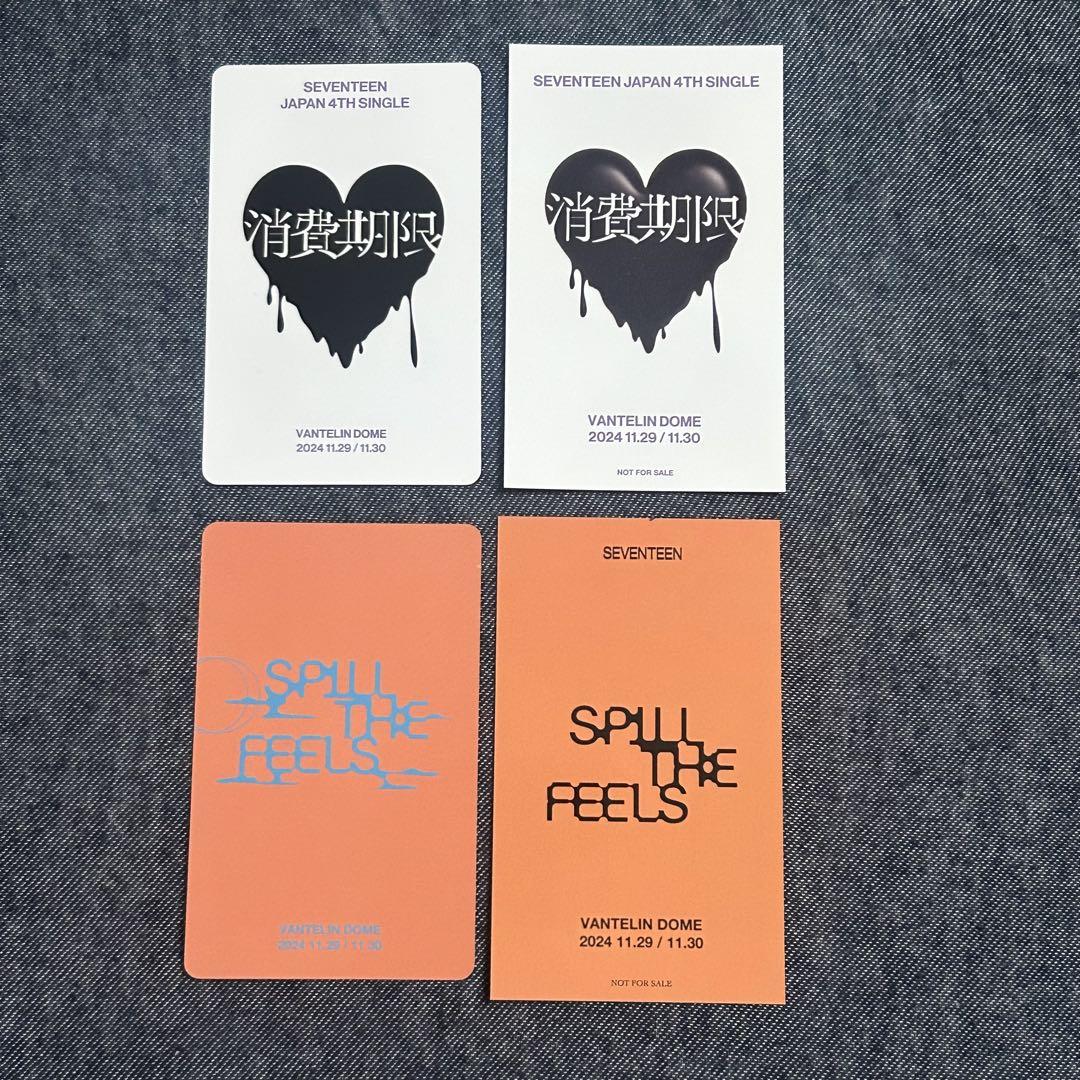 SEVENTEEN
JAPAN 4TH SINGLE
消費期限
VANTELIN DOME
2024 11.29 / 11.30
SEVENTEEN JAPAN 4TH SINGLE
消費期限
VANTELIN DOME
2024 11.29 / 11.30
NOT FOR SALE
SPILL
THE
FEELS
VANTELIN DOME
2024 11.29 / 11.30
SEVENTEEN
SPILL
THE
FEELS
VANTELIN DOME
2024 11.29 / 11.30
NOT FOR SALE